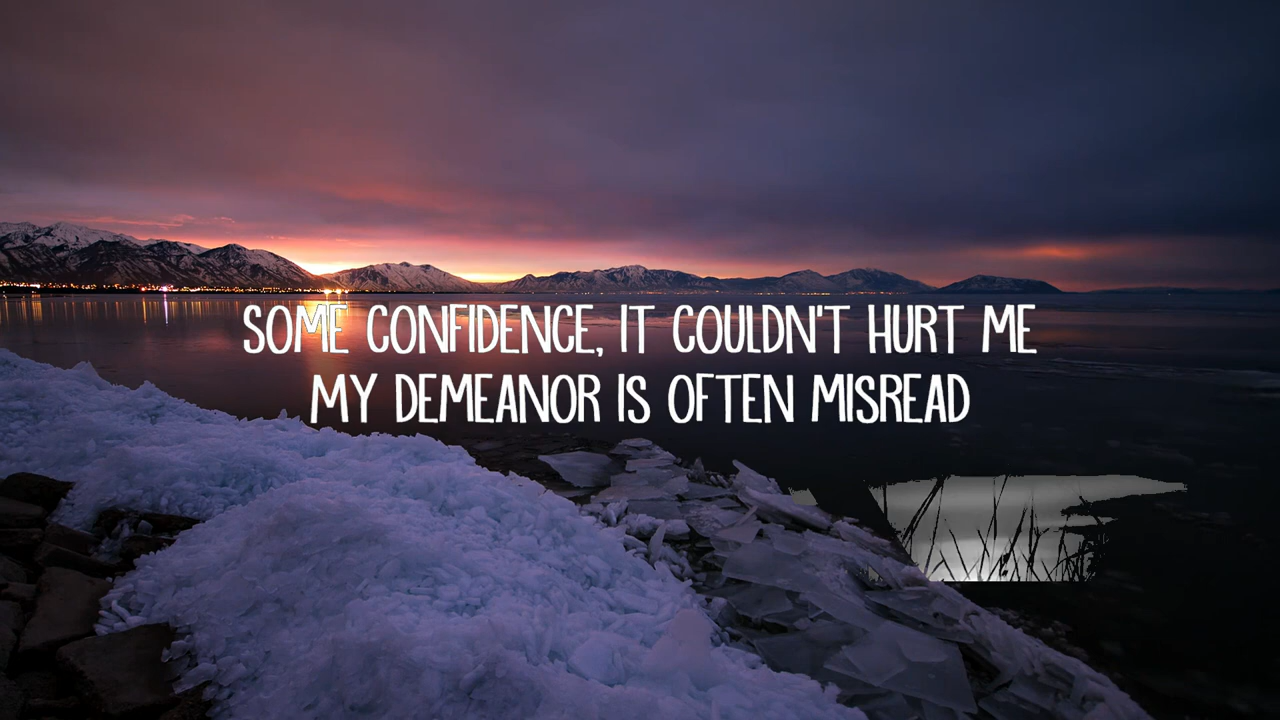 SOME CONFIDENCE, IT COULDN'T HURT ME
MY DEMEANOR IS OFTEN MISREAD